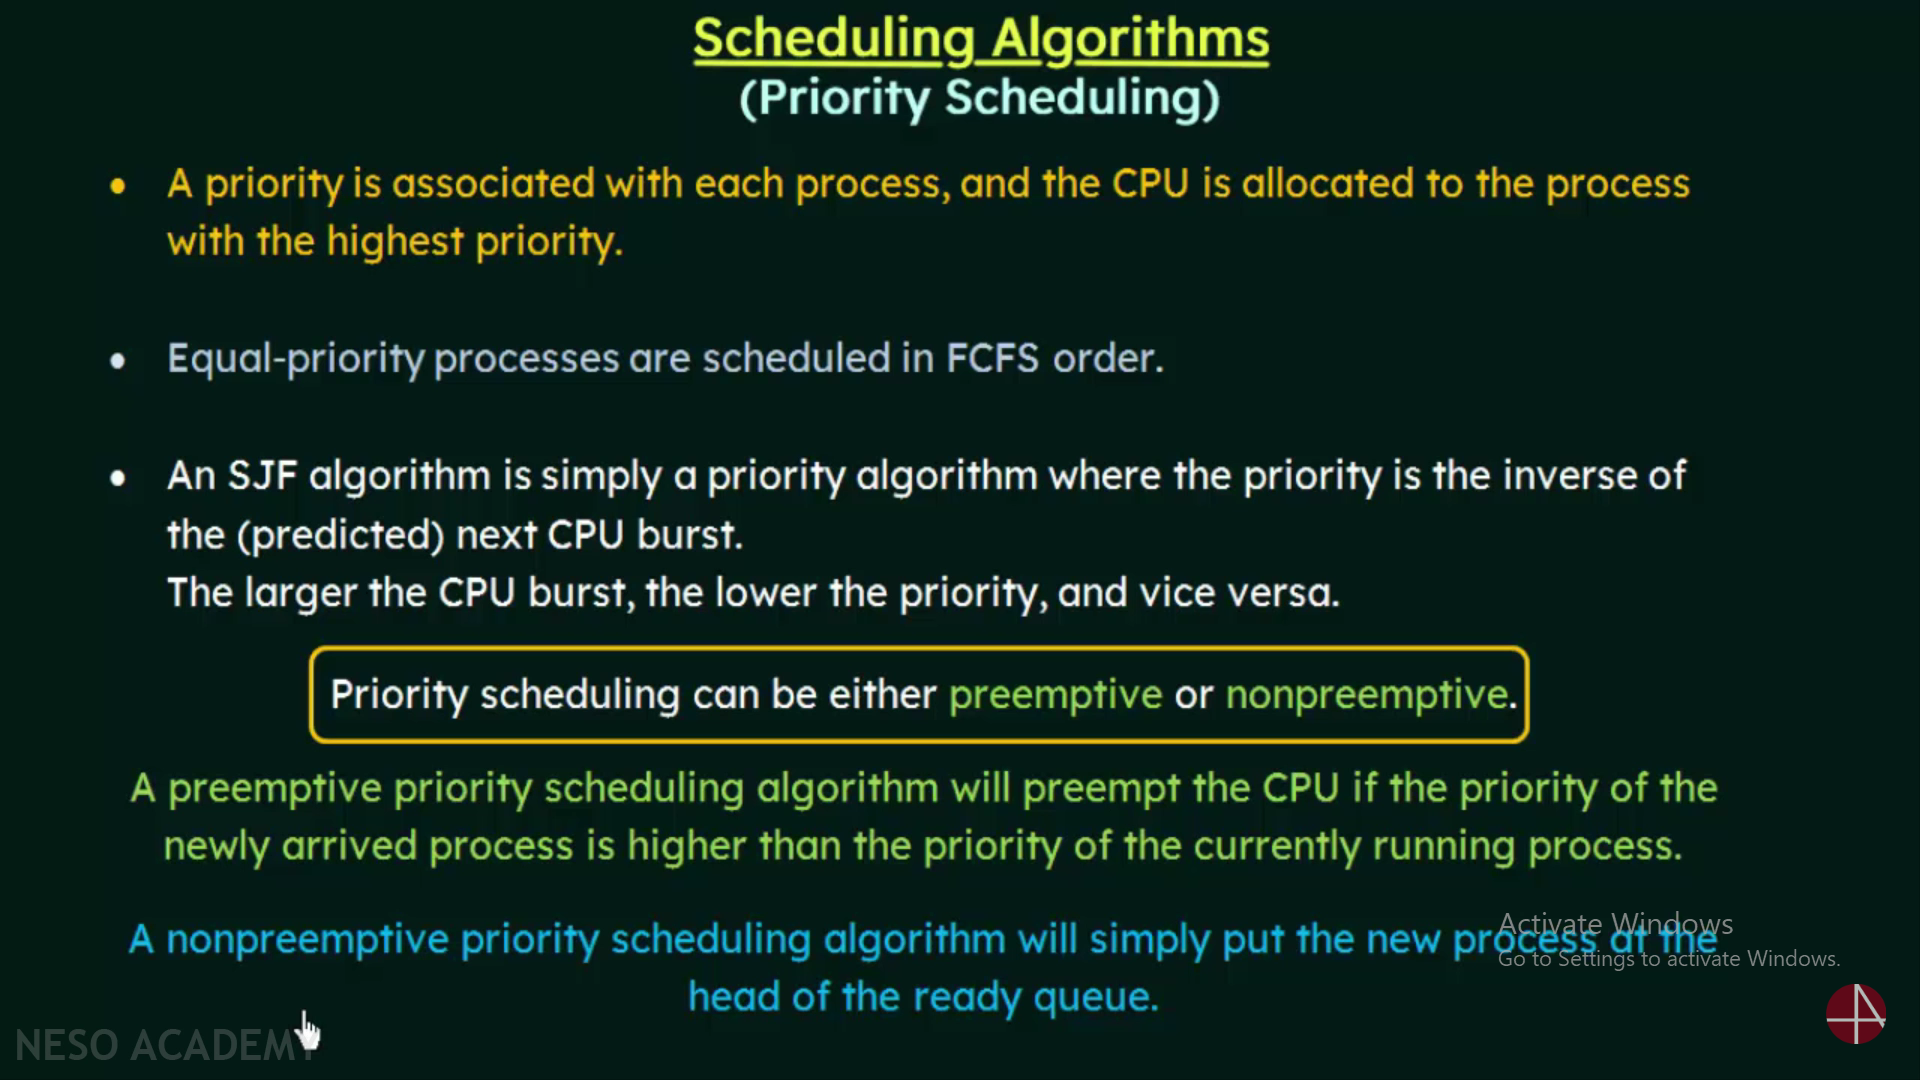 Scheduling Algorithms
(Priority Scheduling)
• A priority is associated with each process, and the CPU is allocated to the process
with the highest priority.
• Equal-priority processes are scheduled in FCFS order.
• An SJF algorithm is simply a priority algorithm where the priority is the inverse of
the (predicted) next CPU burst.
The larger the CPU burst, the lower the priority, and vice versa.
Priority scheduling can be either preemptive or nonpreemptive.
A preemptive priority scheduling algorithm will preempt the CPU if the priority of the
newly arrived process is higher than the priority of the currently running process.
A nonpreemptive priority scheduling algorithm will simply put the new process at the
head of the ready queue.
Activate Windows
Go to Settings to activate Windows.
NESO ACADEMY